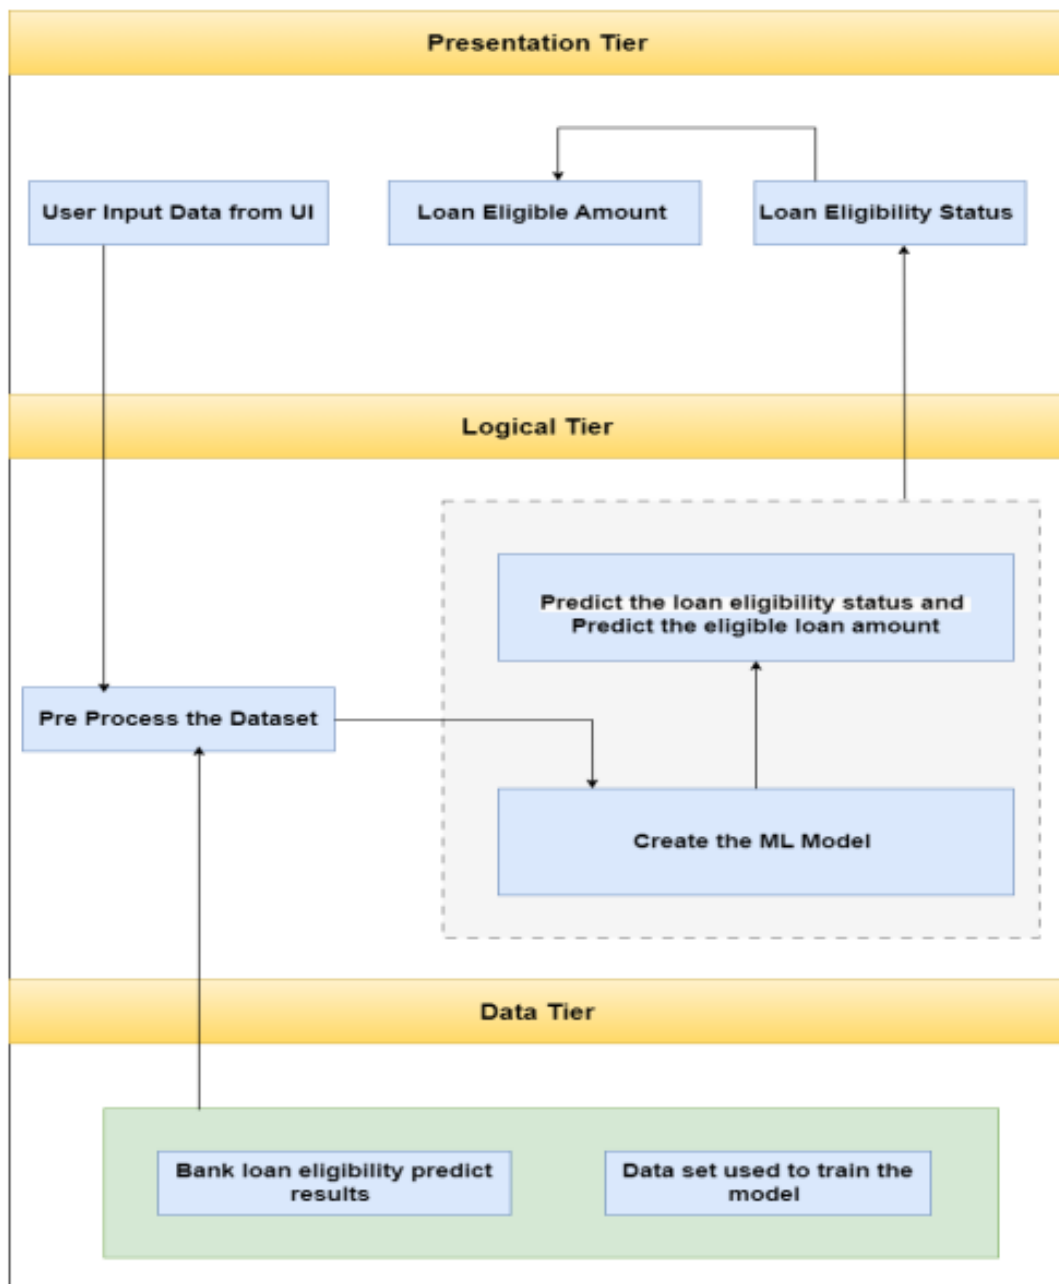 Presentation Tier
User Input Data from UI
Loan Eligible Amount
Loan Eligibility Status
Logical Tier
Predict the loan eligibility status and
Predict the eligible loan amount
Pre Process the Dataset
Create the ML Model
Data Tier
Bank loan eligibility predict
results
Data set used to train the
model